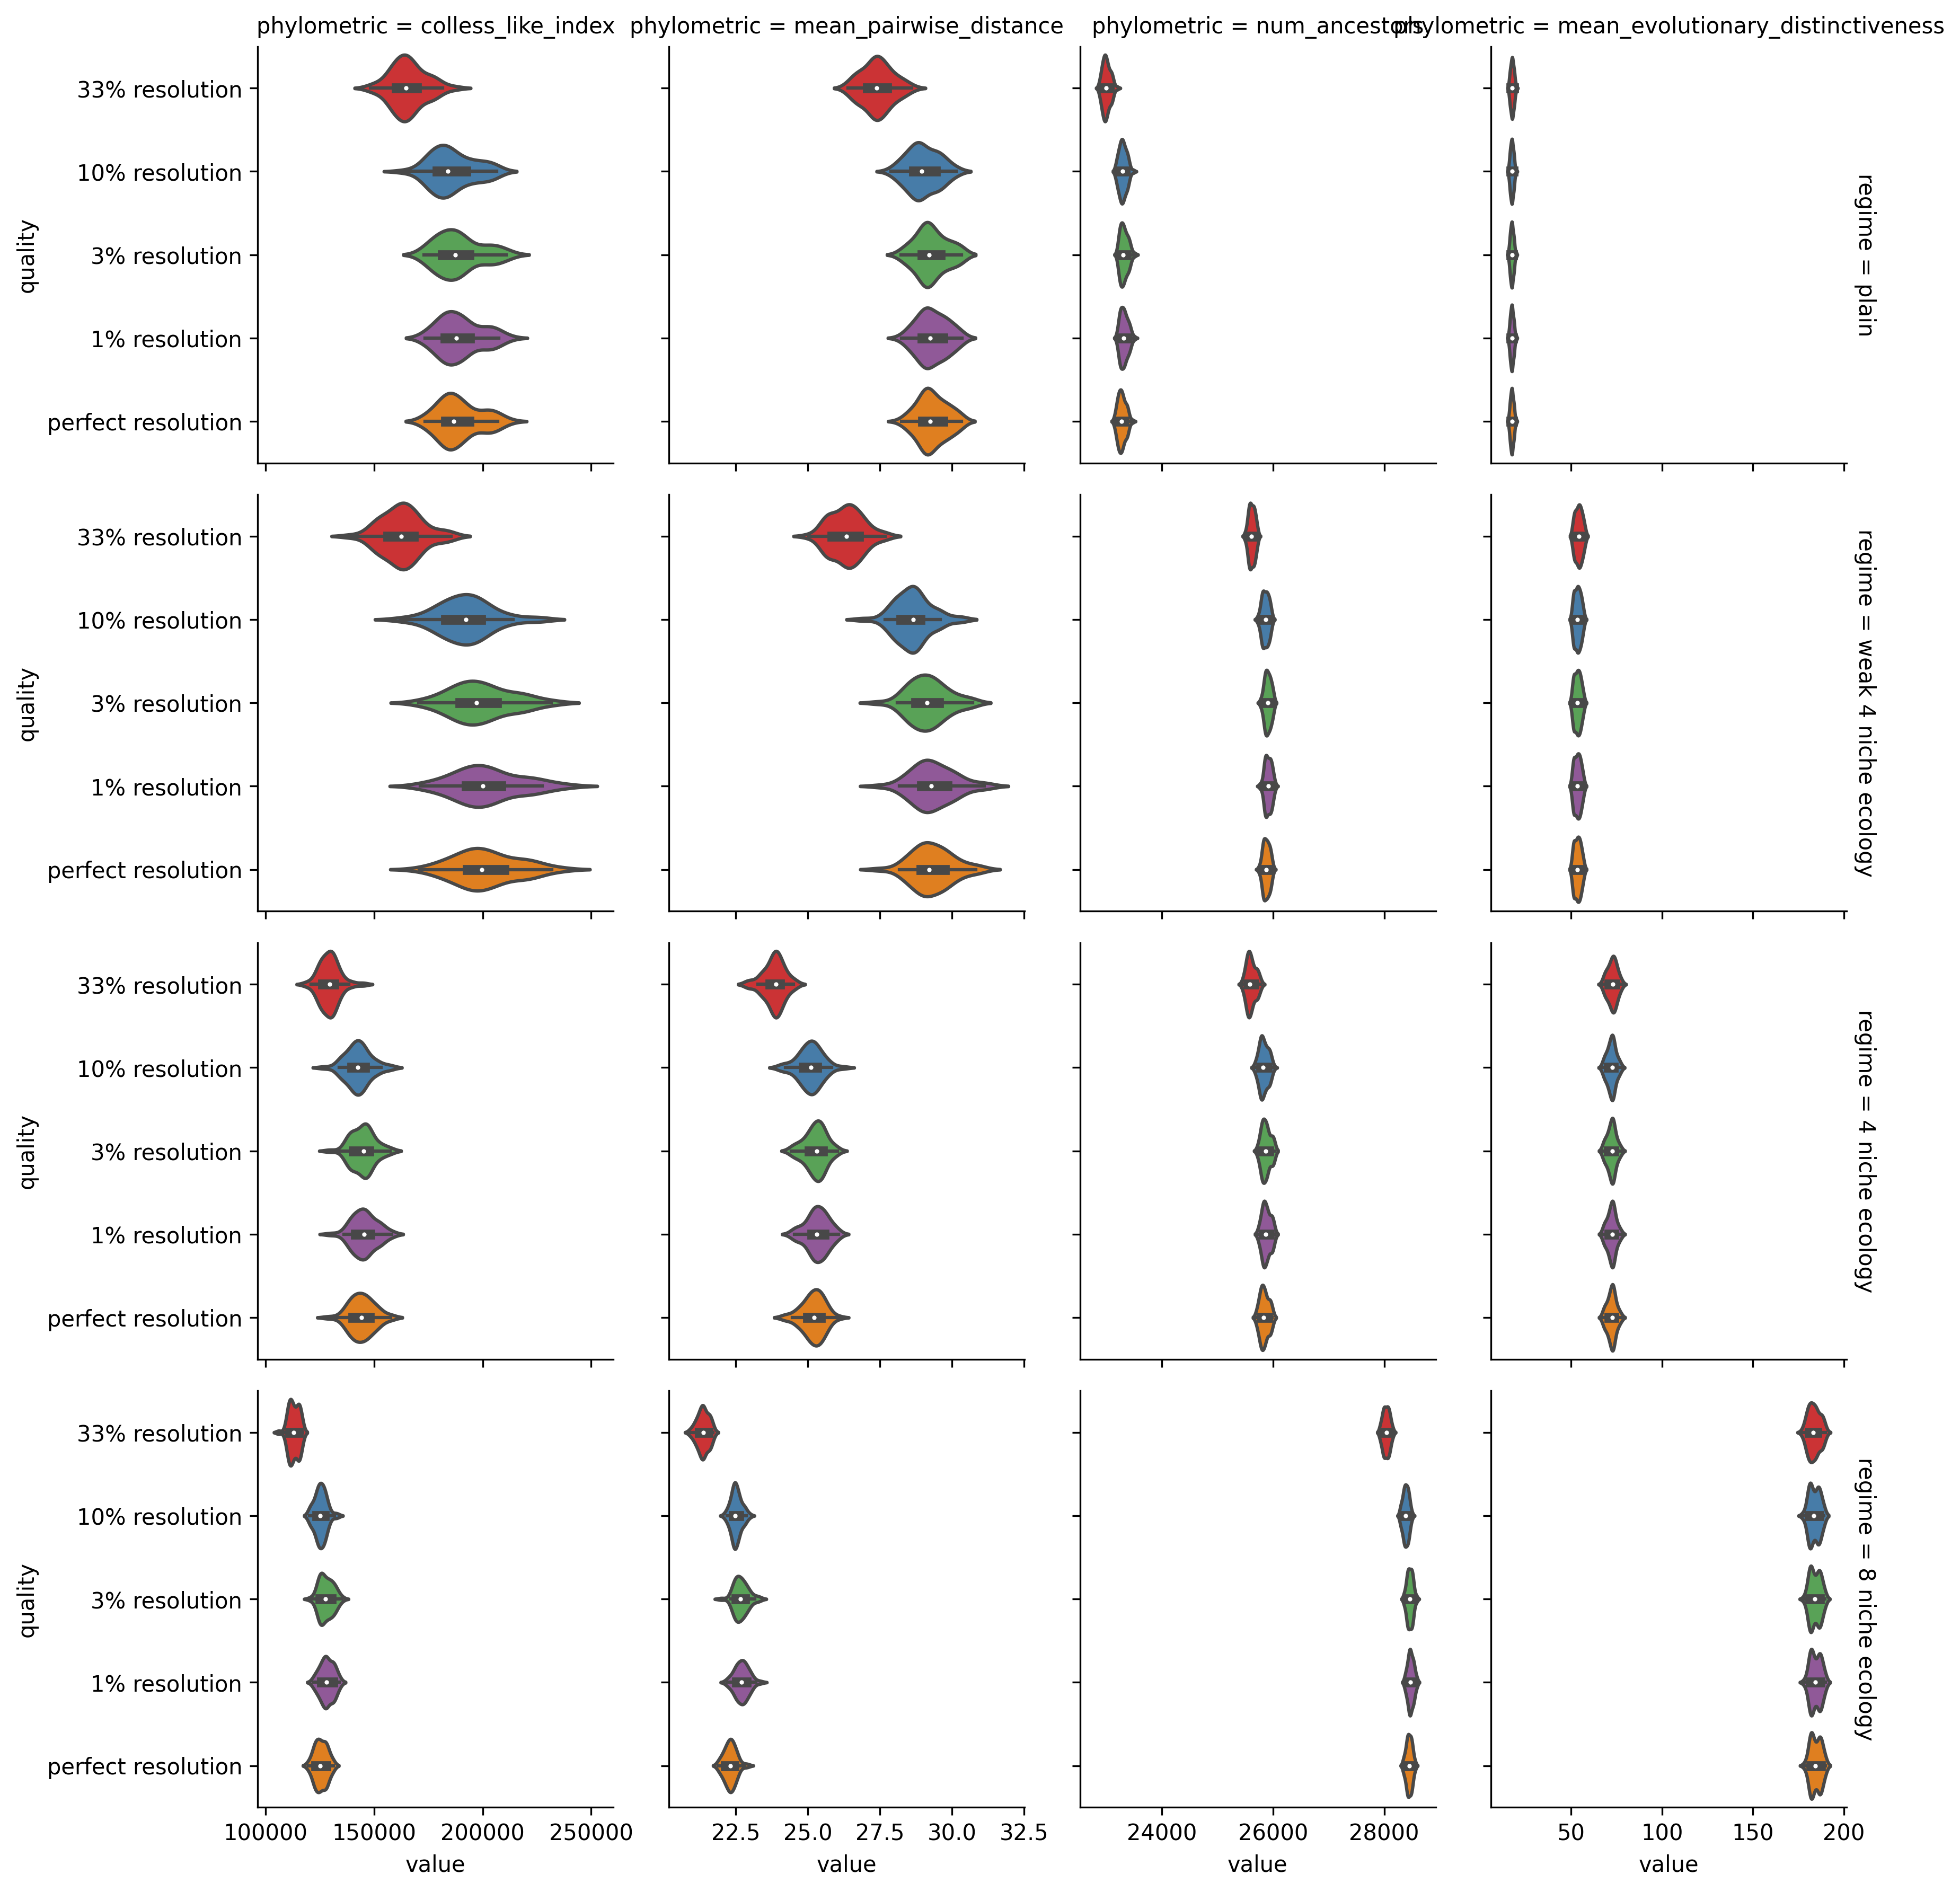 phylometric = colless_like_index
phylometric = mean_pairwise_distance
phylometric = num_ancestors
phylometric = mean_evolutionary_distinctiveness
33% resolution
10% resolution
3% resolution
1% resolution
perfect resolution
quality
regime = plain
33% resolution
10% resolution
3% resolution
1% resolution
perfect resolution
quality
regime = weak 4 niche ecology
33% resolution
10% resolution
3% resolution
1% resolution
perfect resolution
quality
regime = 4 niche ecology
33% resolution
10% resolution
3% resolution
1% resolution
perfect resolution
quality
regime = 8 niche ecology
100000 150000 200000 250000
22.5 25.0 27.5 30.0 32.5
24000 26000 28000
50 100 150 200
value
value
value
value